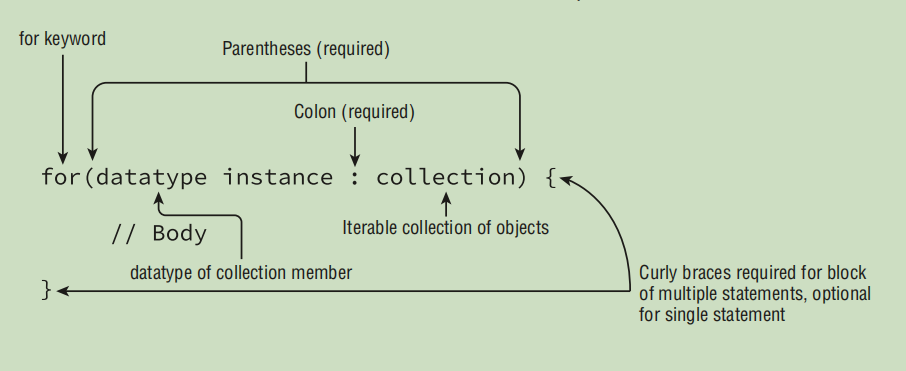 for keyword
Parentheses (required)
Colon (required)
for(datatype instance : collection) {
// Body
Iterable collection of objects
datatype of collection member
}
Curly braces required for block
of multiple statements, optional
for single statement